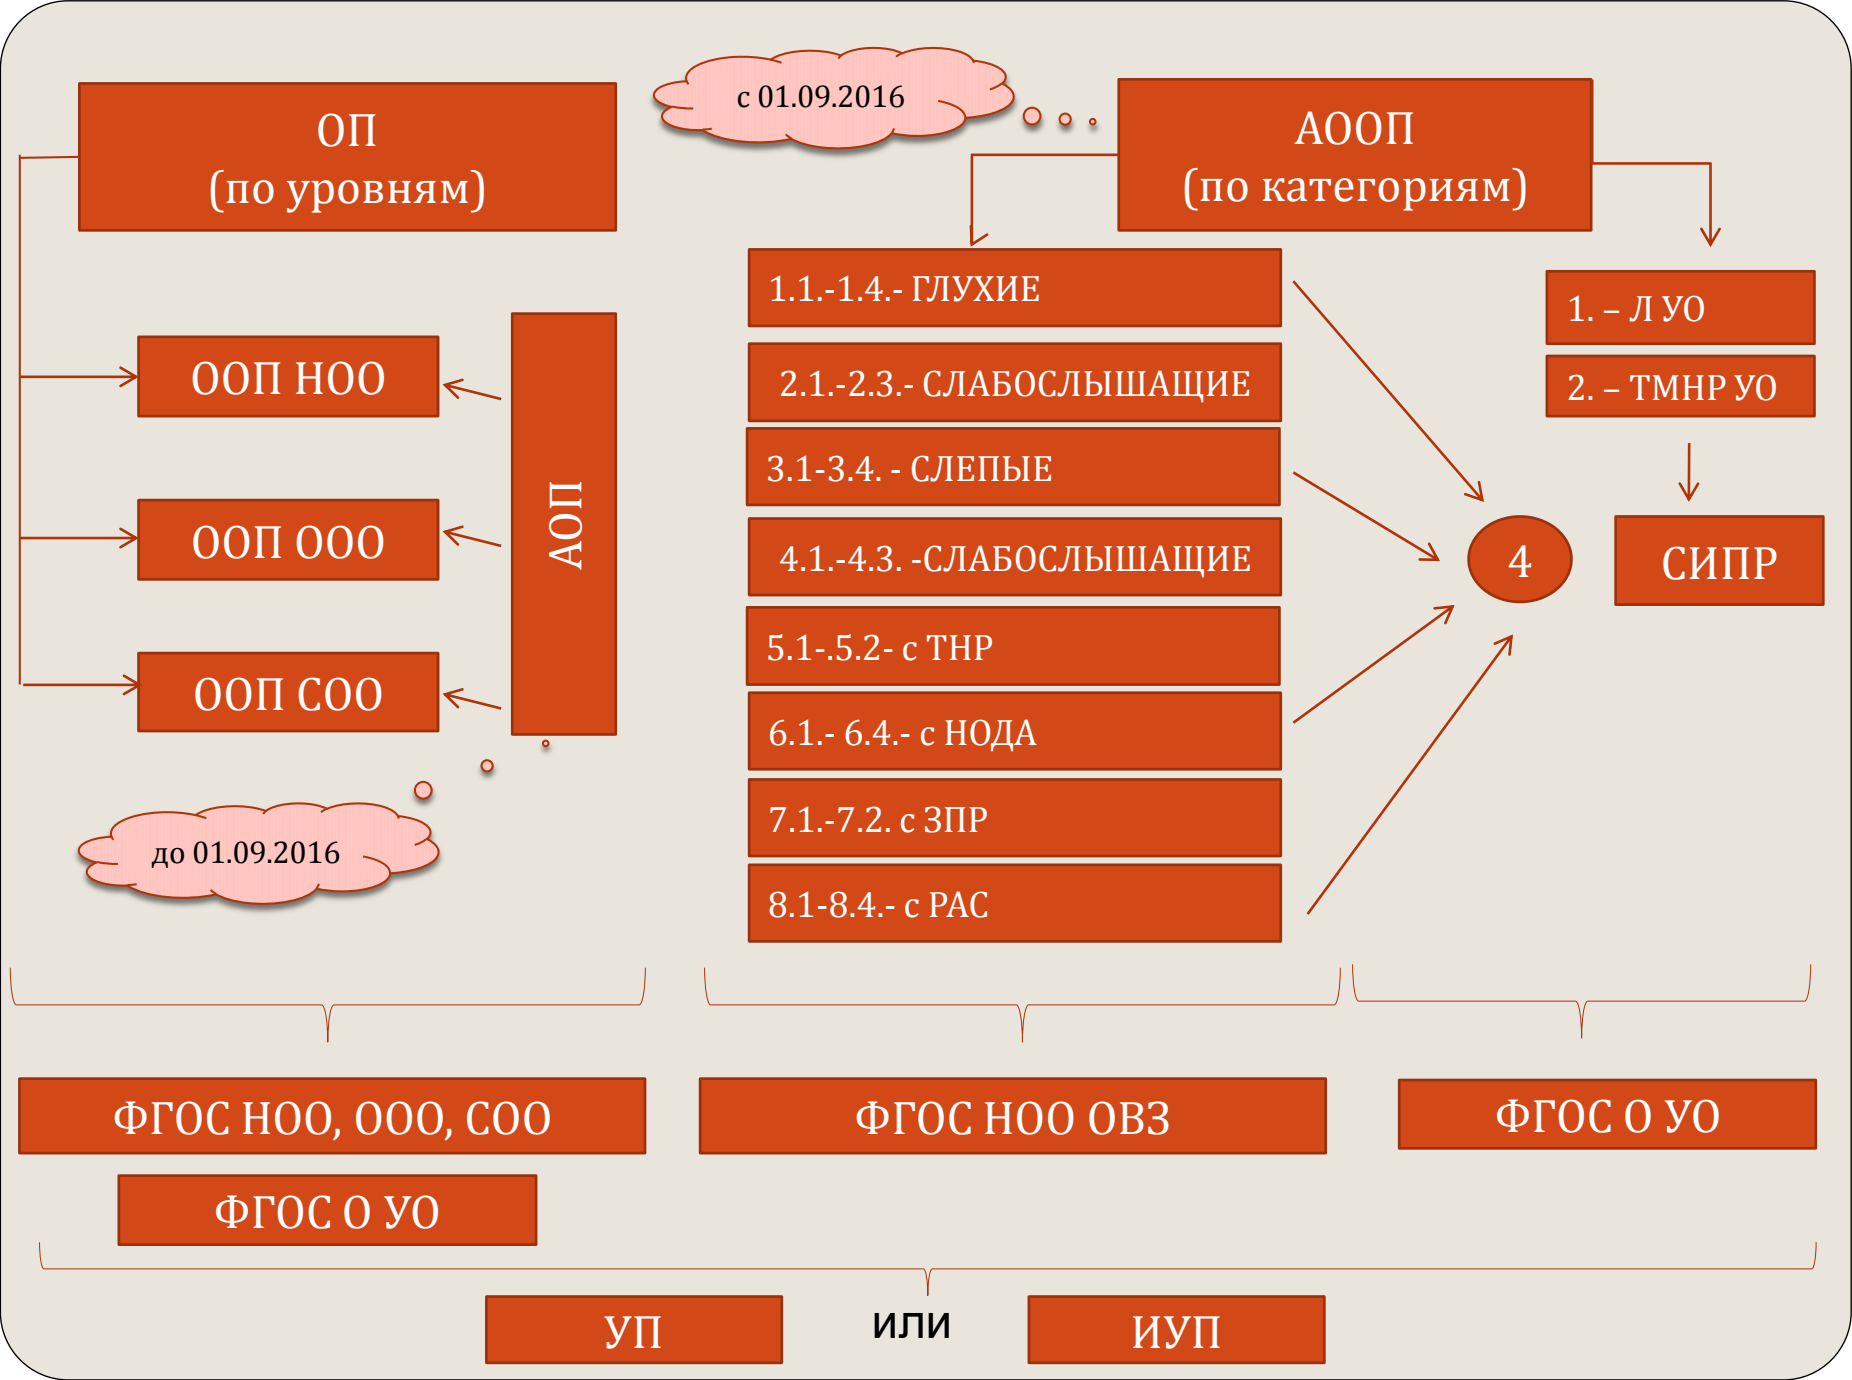 с 01.09.2016
ОП
(по уровням)
АООП
(по категориям)
ООП НОО
ООП ООО
ООП СОО
АОП
до 01.09.2016
1.1.-1.4.- ГЛУХИЕ
2.1.-2.3.- СЛАБОСЛЫШАЩИЕ
3.1-3.4. - СЛЕПЫЕ
4.1.-4.3. -СЛАБОСЛЫШАЩИЕ
5.1-.5.2- с ТНР
6.1.- 6.4.- с НОДА
7.1.-7.2. с ЗПР
8.1-8.4.- с РАС
4
1. – Л УО
2. – ТМНР УО
СИПР
ФГОС НОО, ООО, СОО
ФГОС НОО ОВЗ
ФГОС О УО
ФГОС О УО
УП
или
ИУП